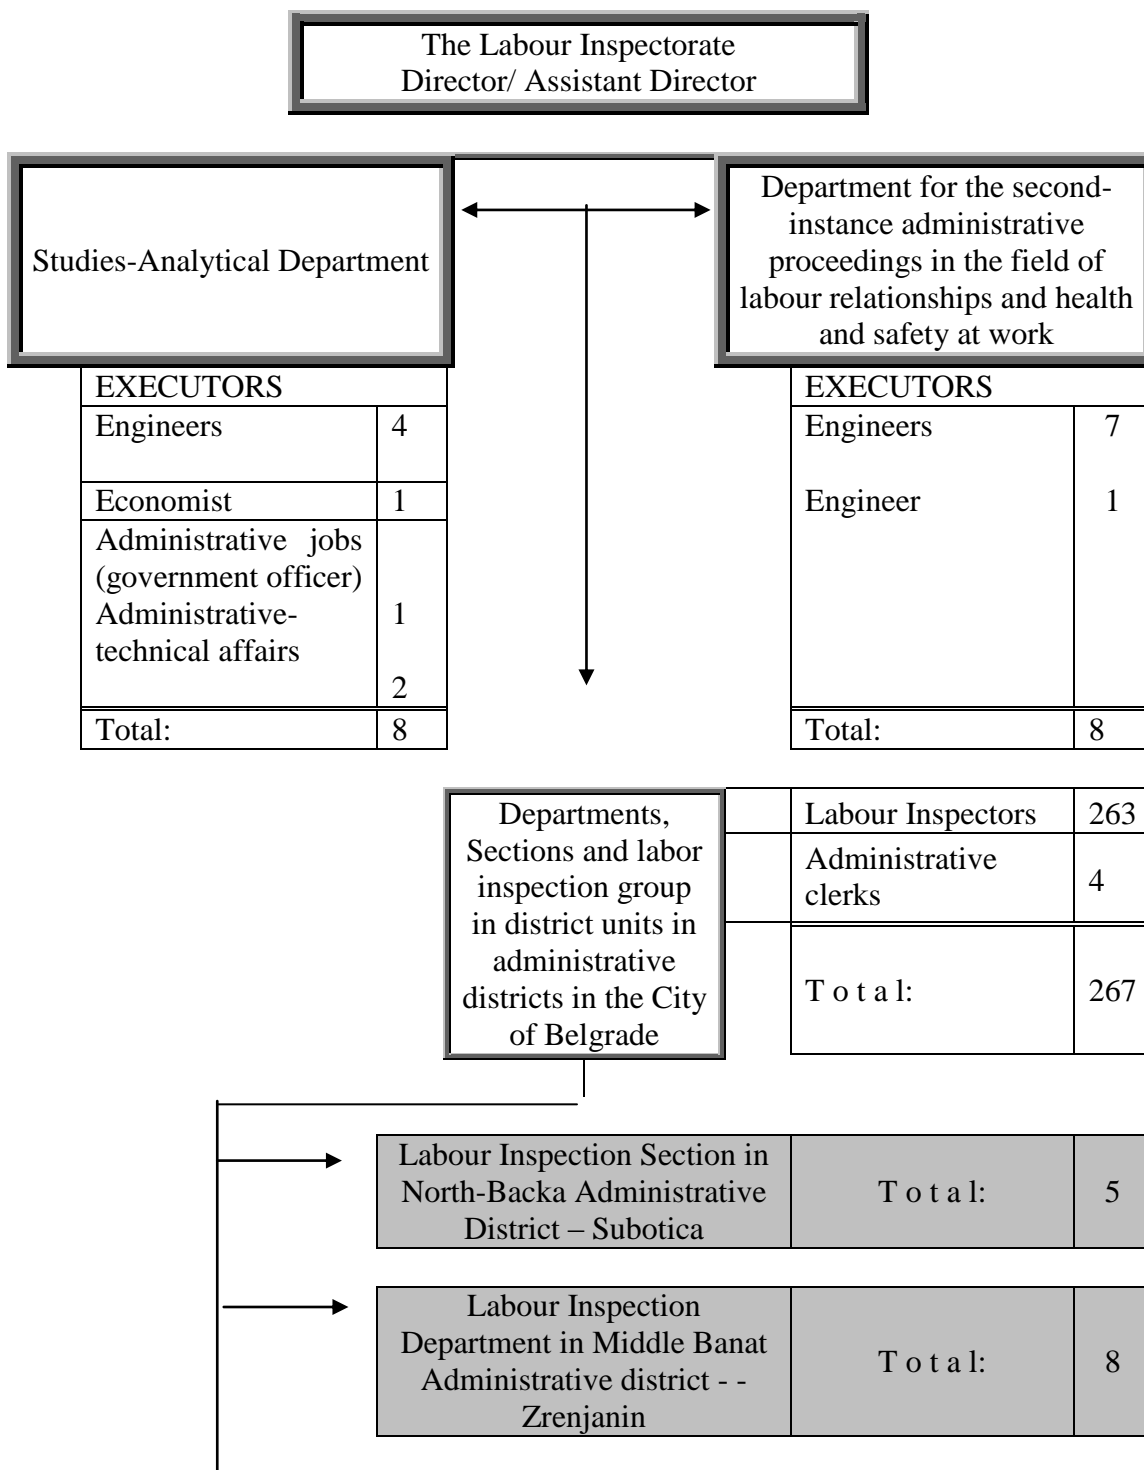 The Labour Inspectorate
Director/ Assistant Director
Studies-Analytical Department
Department for the second-
instance administrative
proceedings in the field of
labour relationships and health
and safety at work
EXECUTORS
Engineers 4
Economist 1
Administrative jobs
(government officer)
Administrative- 1
technical affairs
2
Total: 8
EXECUTORS
Engineers 7
Engineer 1
Total: 8
Departments,
Sections and labor
inspection group
in district units in
administrative
districts in the City
of Belgrade
Labour Inspectors 263
Administrative
clerks 4
T o t a l: 267
Labour Inspection Section in
North-Backa Administrative
District – Subotica
T o t a l: 5
Labour Inspection
Department in Middle Banat
Administrative district - -
Zrenjanin
T o t a l: 8